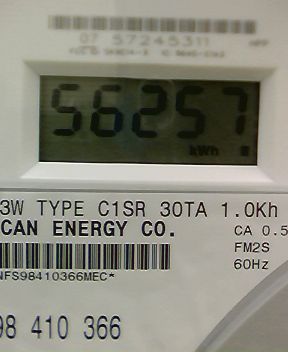 07 57245311
56257
kWh
3W TYPE C1SR 30TA 1.0Kh
CAN ENERGY CO.
CA 0.5
FM2S
60Hz
NFS98410366MEC*
98 410 366